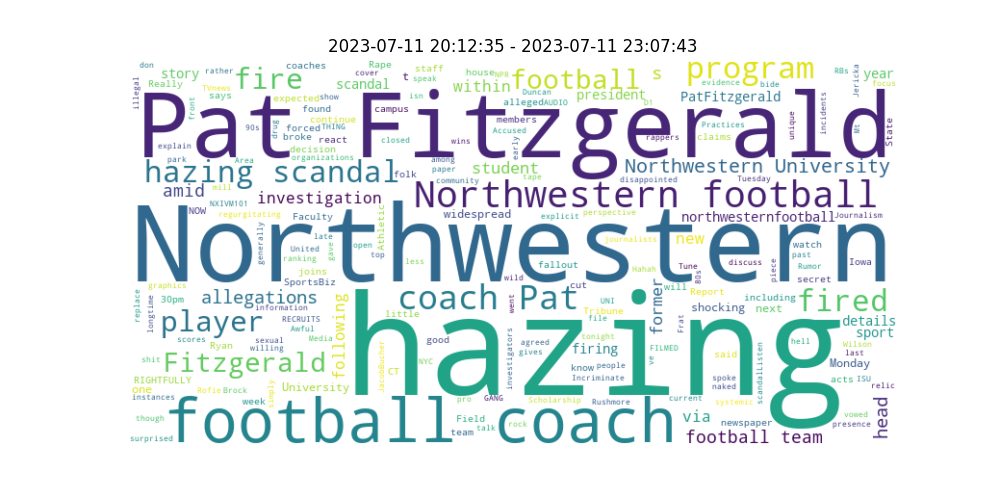 2023-07-11 20:12:35 - 2023-07-11 23:07:43
illegal don rather coaches Rape cover t staff speak houseNPR s program RBs Jericka year focus
Really story fire scandal isn within football president evidence bide
TVnews says expected show found campus Duncan allegedAUDIO D! PatFitzgerald
front 90s drug forced THING continue members Practices claims unique incidents Mt State
Pat Fitzgerald
explain broke react closed wins Accused early rappers
park Area decision organizations among paper student tape Northwestern University
hazing scandal folk community disappointed Tuesday
amid mill NXIVM101 investigation Northwestern football
NOW regurgitating Faculty Athletic widespread explicit perspective northwesternfootball Journalism
Northwestern
generally late United ranking gave open top less journalists new watch
joins fallout wild Hahah Tune 80s discuss piece past Rumor Iowa
graphics SportsBiz cut will secret
replace longtime 30pm allegations information following coach Pat went UNI Tribune former Report shocking including next fired
player RECRUITS Awful little file Frat details
scores sexual willing Media good investigators agreed gives firing tonight said hell sport
hazing
shit Ryan Fitzgerald JacobBucher NYC know people ve FILMED Wilson last Monday
RIGHTFULLY one Rofie Brock University simply Q Incriminate spoke naked scandalListen acts ISU relic
instances week pro GANG Scholarship Rushmore current systemic vowed presence
though football coach Field talk rock via newspaper head
surprised team football team